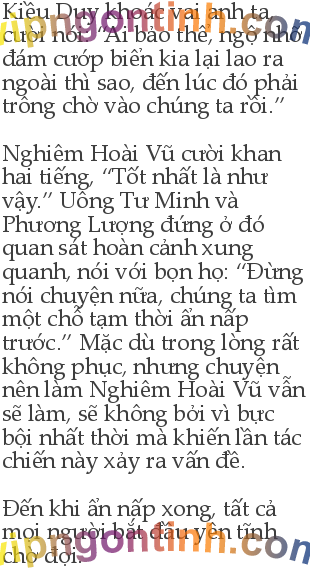 Kiều Duy khoác vai anh ta
cười nói: “Ai bảo thế, ngộ nhỡ
đám cướp biển kia lại lao ra
ngoài thì sao, đến lúc đó phải
trông chờ vào chúng ta rồi.”
Nghiêm Hoài Vũ cười khan
hai tiếng, “Tốt nhất là như
vậy.” Uông Tư Minh và
Phương Lượng đứng ở đó
quan sát hoàn cảnh xung
quanh, nói với bọn họ: “Đừng
nói chuyện nữa, chúng ta tìm
một chỗ tạm thời ẩn nấp
trước.” Mặc dù trong lòng rất
không phục, nhưng chuyện
nên làm Nghiêm Hoài Vũ vẫn
sẽ làm, sẽ không bởi vì bực
bội nhất thời mà khiến lần tác
chiến này xảy ra vấn đề.
Đến khi ẩn nấp xong, tất cả
mọi người bắt đầu yên tĩnh
chờ đợi.